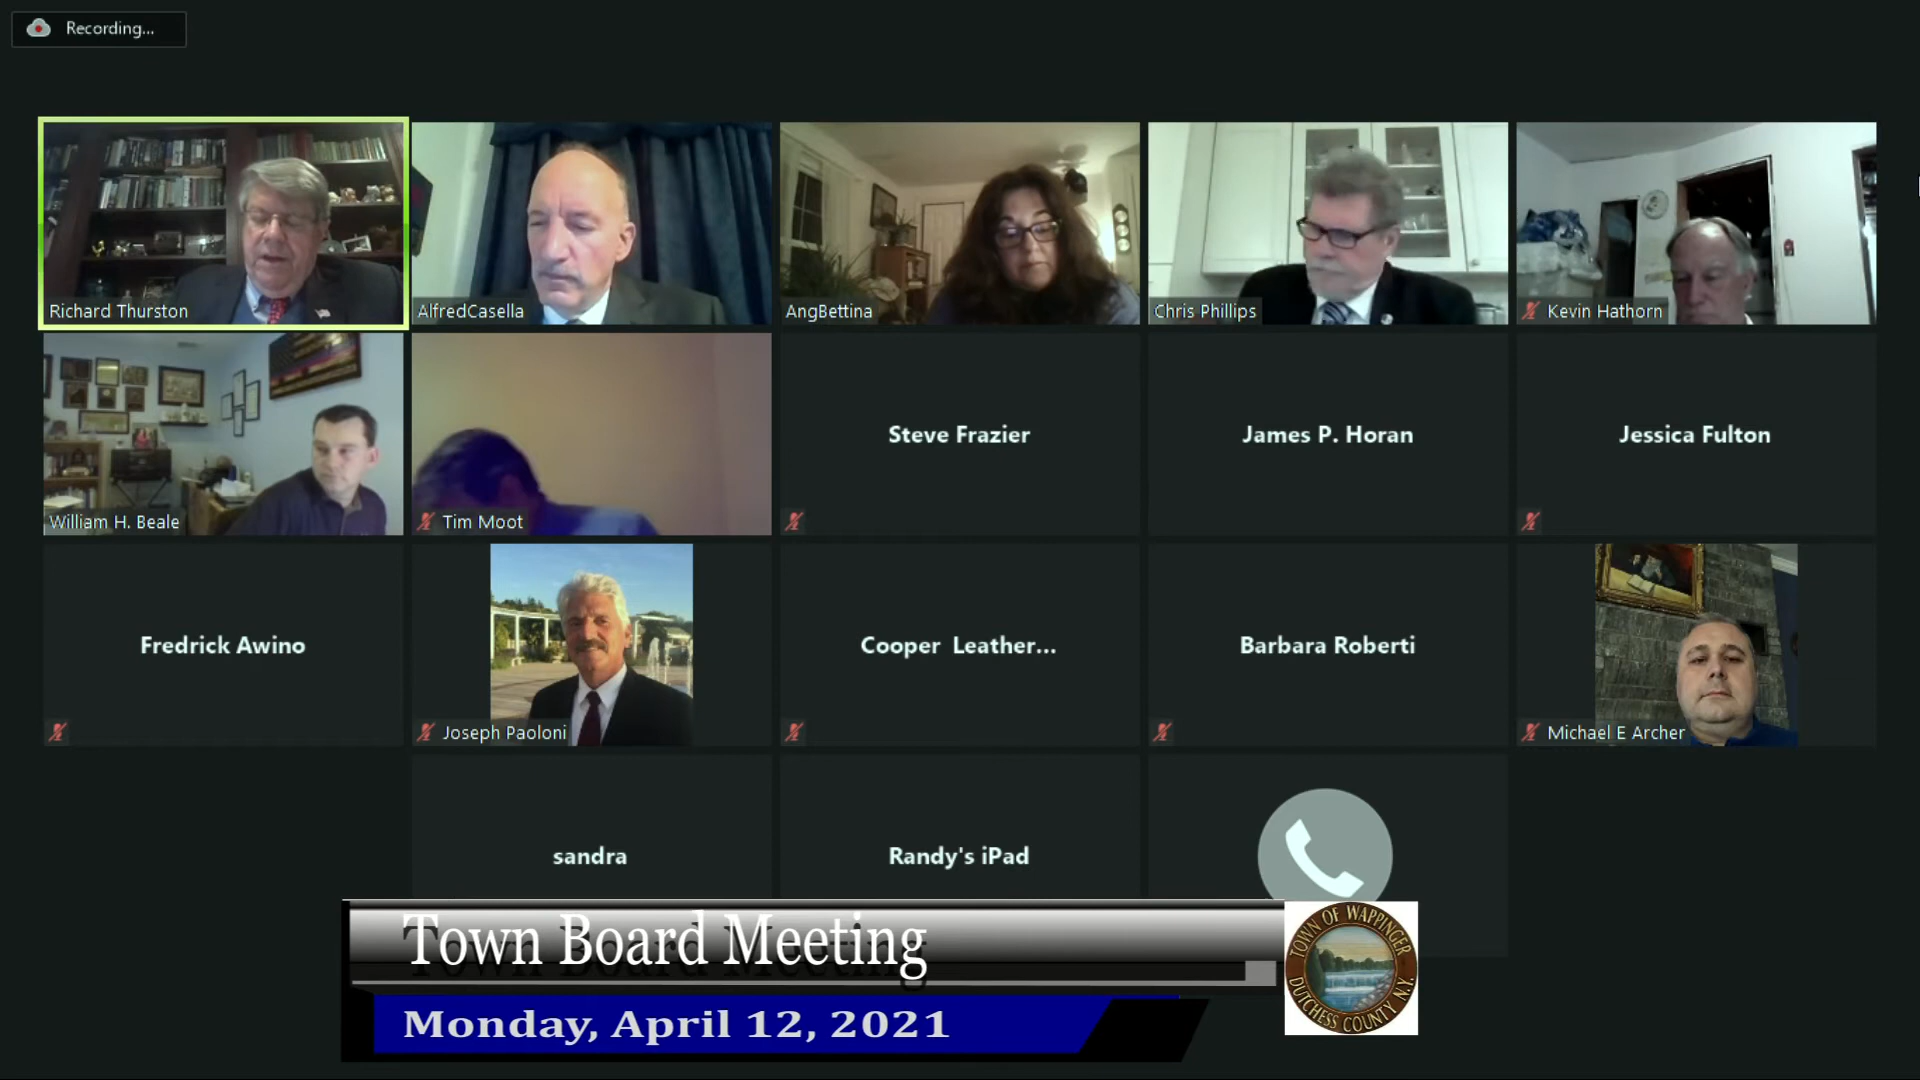 Recording...
Richard Thurston
AlfredCasella
AngBettina
Chris Phillips
Kevin Hathorn
William H. Beale
Tim Moot
Steve Frazier
James P. Horan
Jessica Fulton
Fredrick Awino
Joseph Paoloni
Cooper Leather...
Barbara Roberti
Michael E Archer
sandra
Randy's iPad
Town Board Meeting
Monday, April 12, 2021
TOWN OF WAPPINGER
DUTCHESS COUNTY N.Y.